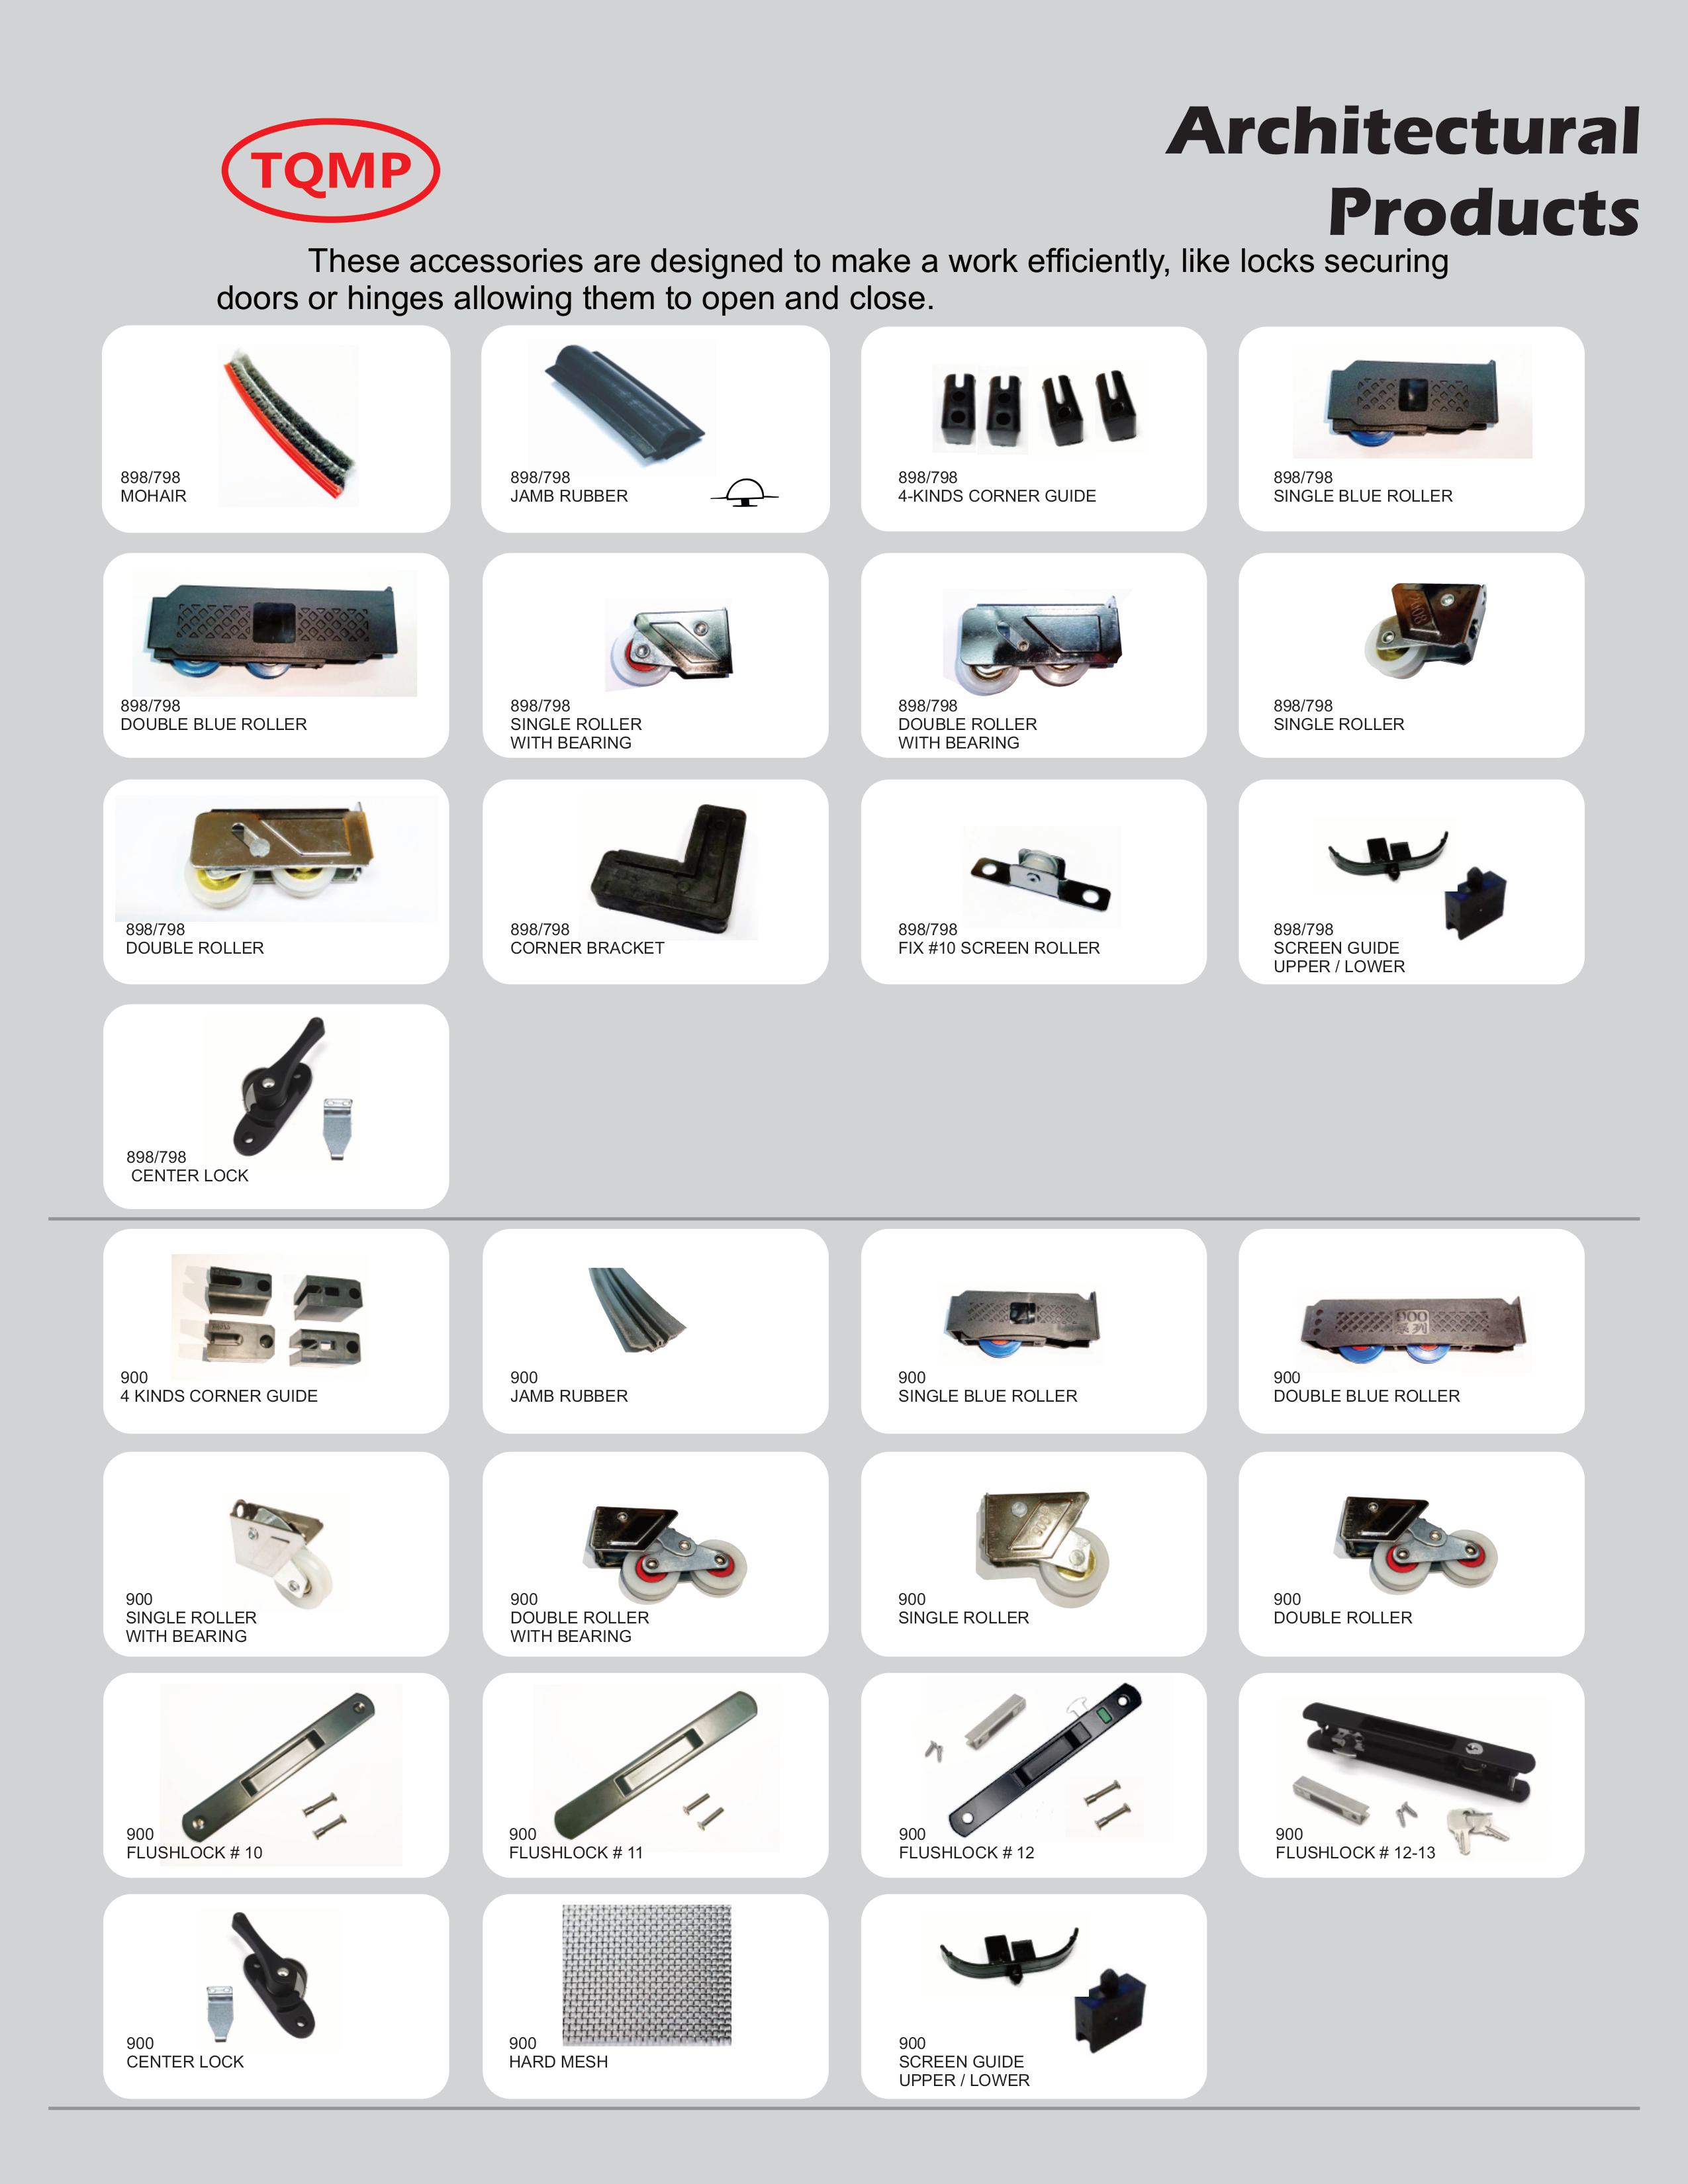 TQMP
Architectural
Products
These accessories are designed to make a work efficiently, like locks securing
doors or hinges allowing them to open and close.
898/798
MOHAIR
898/798
JAMB RUBBER
898/798
4-KINDS CORNER GUIDE
898/798
SINGLE BLUE ROLLER
898/798
DOUBLE BLUE ROLLER
898/798
SINGLE ROLLER
WITH BEARING
898/798
DOUBLE ROLLER
WITH BEARING
898/798
SINGLE ROLLER
898/798
DOUBLE ROLLER
898/798
CORNER BRACKET
898/798
FIX #10 SCREEN ROLLER
898/798
SCREEN GUIDE
UPPER / LOWER
898/798
CENTER LOCK
900
4 KINDS CORNER GUIDE
900
JAMB RUBBER
900
SINGLE BLUE ROLLER
900
900
DOUBLE BLUE ROLLER
900
SINGLE ROLLER
WITH BEARING
900
DOUBLE ROLLER
WITH BEARING
900
900
SINGLE ROLLER
900
DOUBLE ROLLER
900
FLUSHLOCK # 10
900
FLUSHLOCK # 11
900
FLUSHLOCK # 12
900
FLUSHLOCK # 12-13
900
CENTER LOCK
900
HARD MESH
900
SCREEN GUIDE
UPPER / LOWER